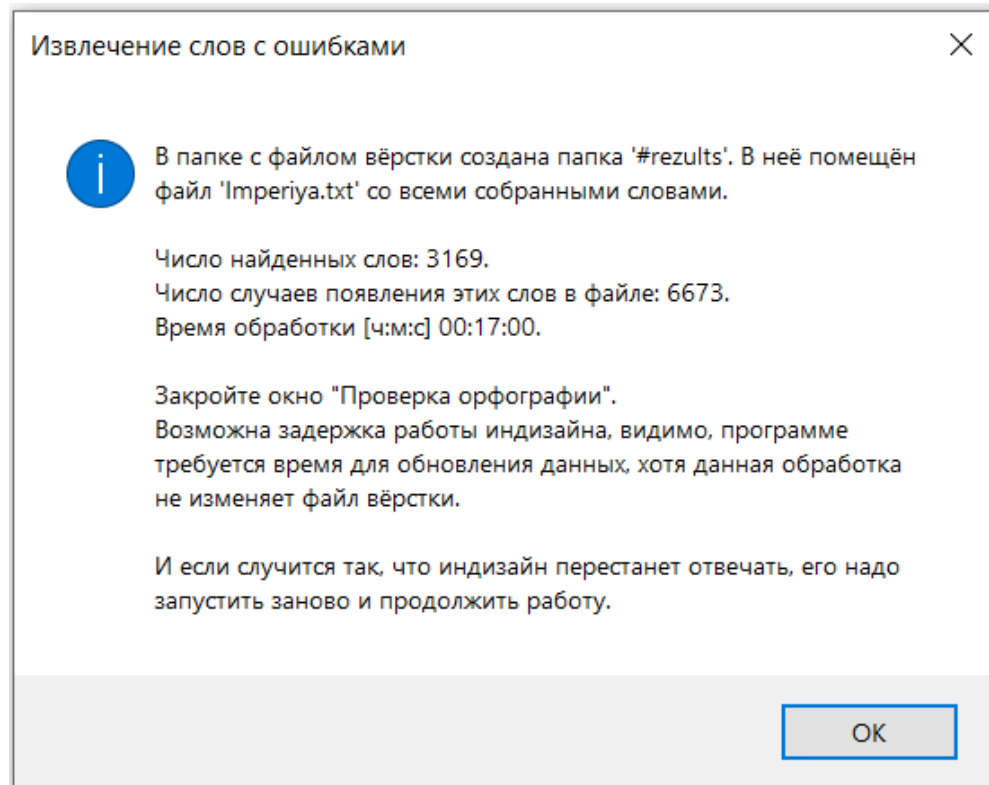 Извлечение слов с ошибками
В папке с файлом вёрстки создана папка '#rezults'. В неё помещён
файл 'Imperiya.txt' со всеми собранными словами.
Число найденных слов: 3169.
Число случаев появления этих слов в файле: 6673.
Время обработки [ч:м:с] 00:17:00.
Закройте окно "Проверка орфографии".
Возможна задержка работы индизайна, видимо, программе
требуется время для обновления данных, хотя данная обработка
не изменяет файл вёрстки.
И если случится так, что индизайн перестанет отвечать, его надо
запустить заново и продолжить работу.
ОК